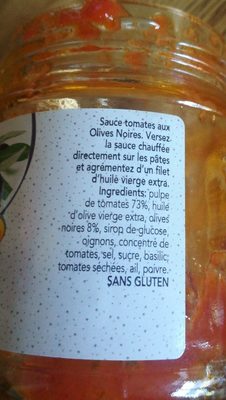 Sauce tomates aux
Olives Noires. Versez
la sauce chauffée
directement sur les pâtes
et agrémentez d'un filet
d'huile vierge extra.
Ingredients: pulpe
de tomates 73%, huile
d'olive vierge extra, olives
noires 8%, sirop de glucose,
oignons, concentré de
tomates, sel, sucre, basilic,
tomates séchées, ail, poivre.
SANS GLUTEN